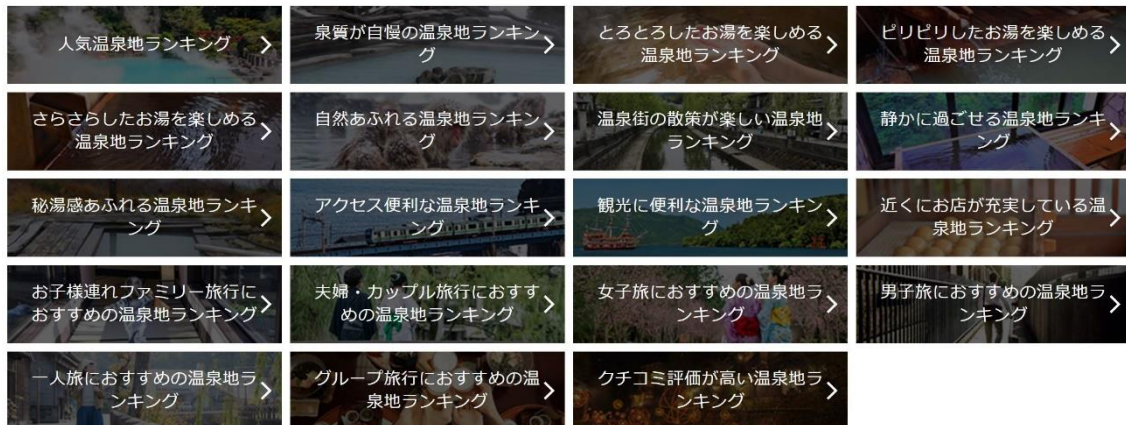 人気温泉地ランキング
泉質が自慢の温泉地ランキン
グ
とろとろしたお湯を楽しめる
温泉地ランキング
ピリピリしたお湯を楽しめる
温泉地ランキング
さらさらしたお湯を楽しめる
温泉地ランキング
自然あふれる温泉地ランキン
グ
温泉街の散策が楽しい温泉地
ランキング
静かに過ごせる温泉地ランキ
ング
秘湯感あふれる温泉地ランキ
ング
アクセス便利な温泉地ランキ
ング
観光に便利な温泉地ランキン
グ
近くにお店が充実している温
泉地ランキング
お子様連れファミリー旅行に
おすすめの温泉地ランキング
夫婦・カップル旅行におすす
めの温泉地ランキング
女子旅におすすめの温泉地ラ
ンキング
男子旅におすすめの温泉地ラ
ンキング
一人旅におすすめの温泉地ラ
ンキング
グループ旅行におすすめの温
泉地ランキング
クチコミ評価が高い温泉地ラ
ンキング